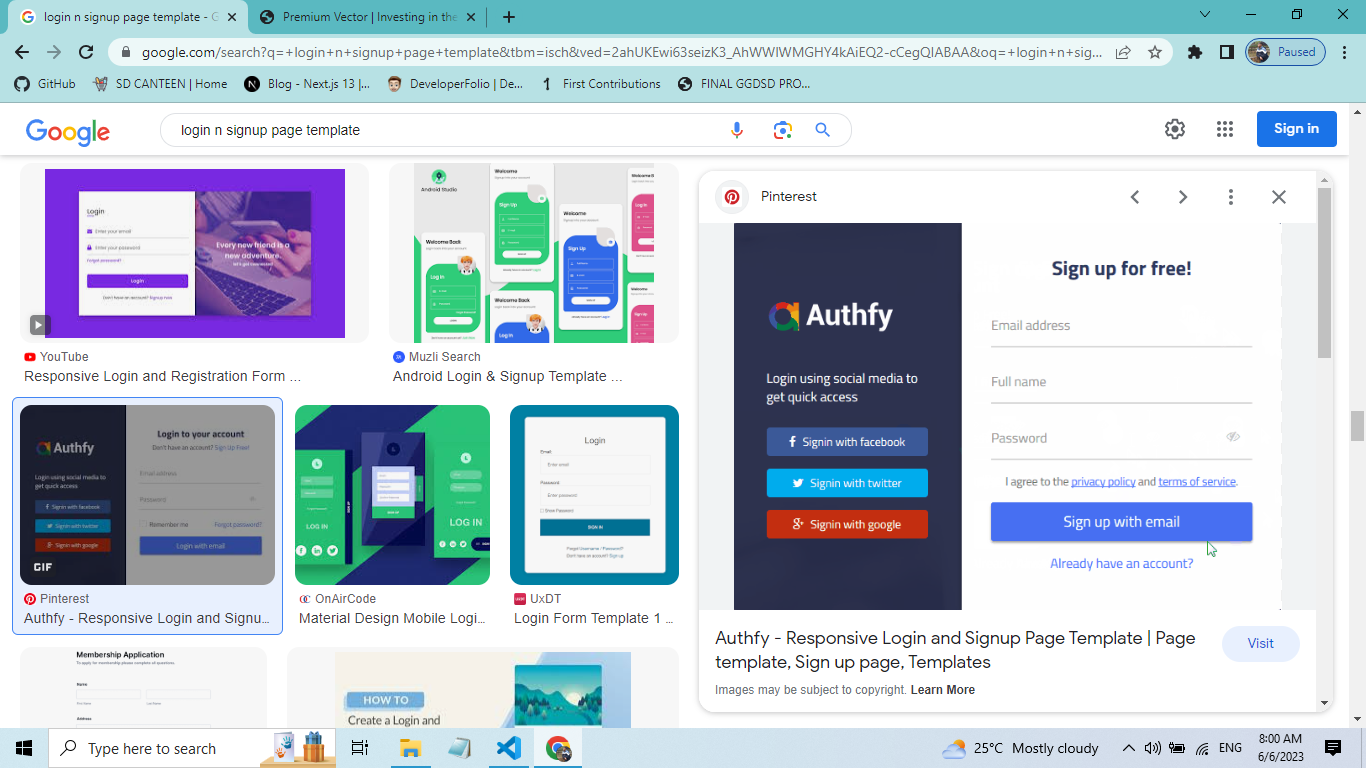 login n signup page template - G
Premium Vector | Investing in the
google.com/search?q=+login+n+signup+page+template&tbm=isch&ved=2ahUKEwi63seizK3_AhWWIWMGHY4kAiEQ2-cCegQIABAA&oq=+login+n+sig...
Paused
GitHub
SD CANTEEN | Home
Blog - Next.js 13 |...
DeveloperFolio | De...
First Contributions
FINAL GGDSD PRO...
Google
login n signup page template
Sign in
Login
Enter your email
Enter your password
Forgot password?
Login
Don't have an account? Signup now
Every new friend is a
new adventure.
let's get connected
YouTube
Responsive Login and Registration Form ...
Android Studio
Welcome
Sign Up
Welcome Back
Log In
Welcome
Sign Up
Welcome Back
Log In
Muzli Search
Android Login & Signup Template ...
Authfy
Login using social media to
get quick access
Signin with facebook
Signin with twitter
Signin with google
Login to your account
Don't have an account? Sign Up Free!
Email address
Password
Remember me
Forgot password?
Login with email
GIF
Pinterest
Authfy - Responsive Login and Signu...
LOG IN
SIGN UP
LOG IN
OnAirCode
Material Design Mobile Logi...
Login
Email
Enter email
Password
Enter password
Show Password
SIGN IN
Forgot Username / Password?
Don't have an account? Sign up
UxDT
Login Form Template 1 ...
Membership Application
To apply for membership please complete all questions.
Name
First Name
Last Name
Address
HOW TO
Create a Login and
Pinterest
Authfy
Login using social media to
get quick access
Signin with facebook
Signin with twitter
Signin with google
Sign up for free!
Email address
Full name
Password
I agree to the privacy policy and terms of service.
Sign up with email
Already have an account?
Authfy - Responsive Login and Signup Page Template | Page
template, Sign up page, Templates
Visit
Images may be subject to copyright. Learn More
Type here to search
25°C Mostly cloudy
ENG
8:00 AM
6/6/2023